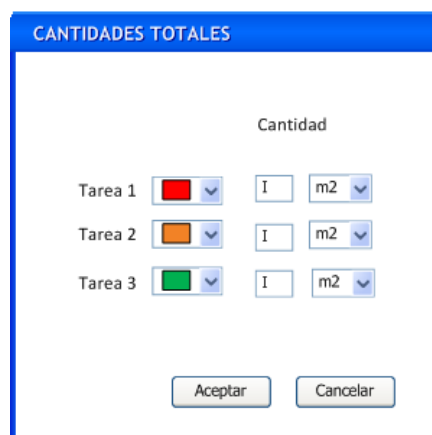 CANTIDADES TOTALES
Cantidad
Tarea 1 I m2
Tarea 2 I m2
Tarea 3 I m2
Aceptar Cancelar